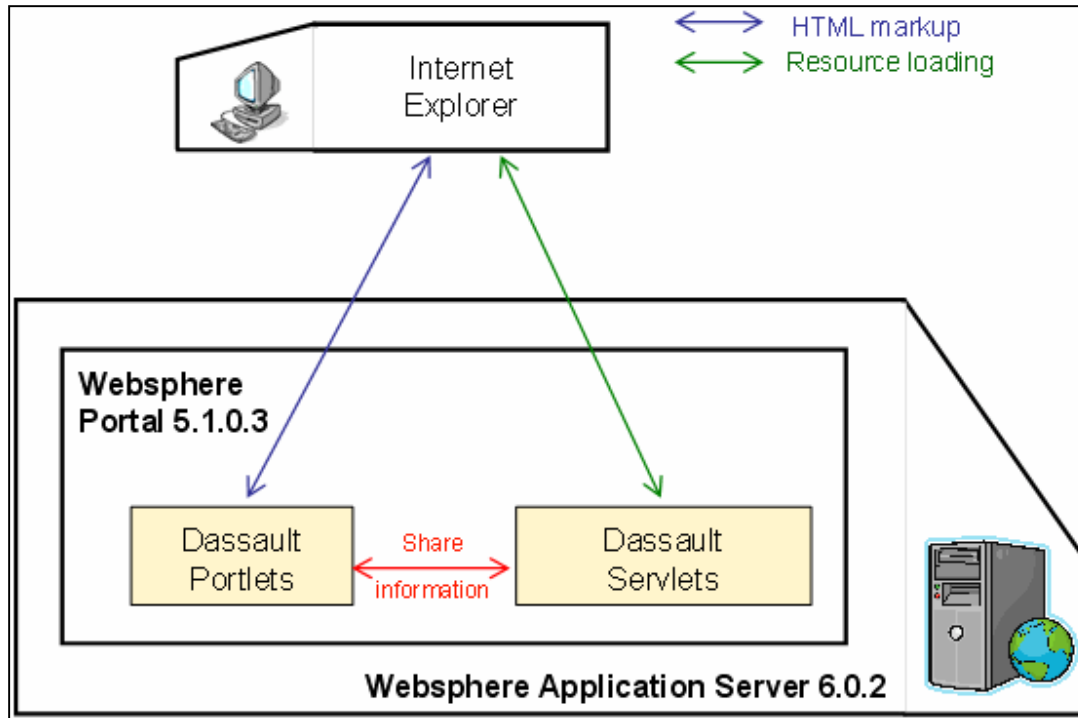 HTML markup
Resource loading
Internet
Explorer
Websphere
Portal 5.1.0.3
Dassault
Portlets
Share
information
Dassault
Servlets
Websphere Application Server 6.0.2